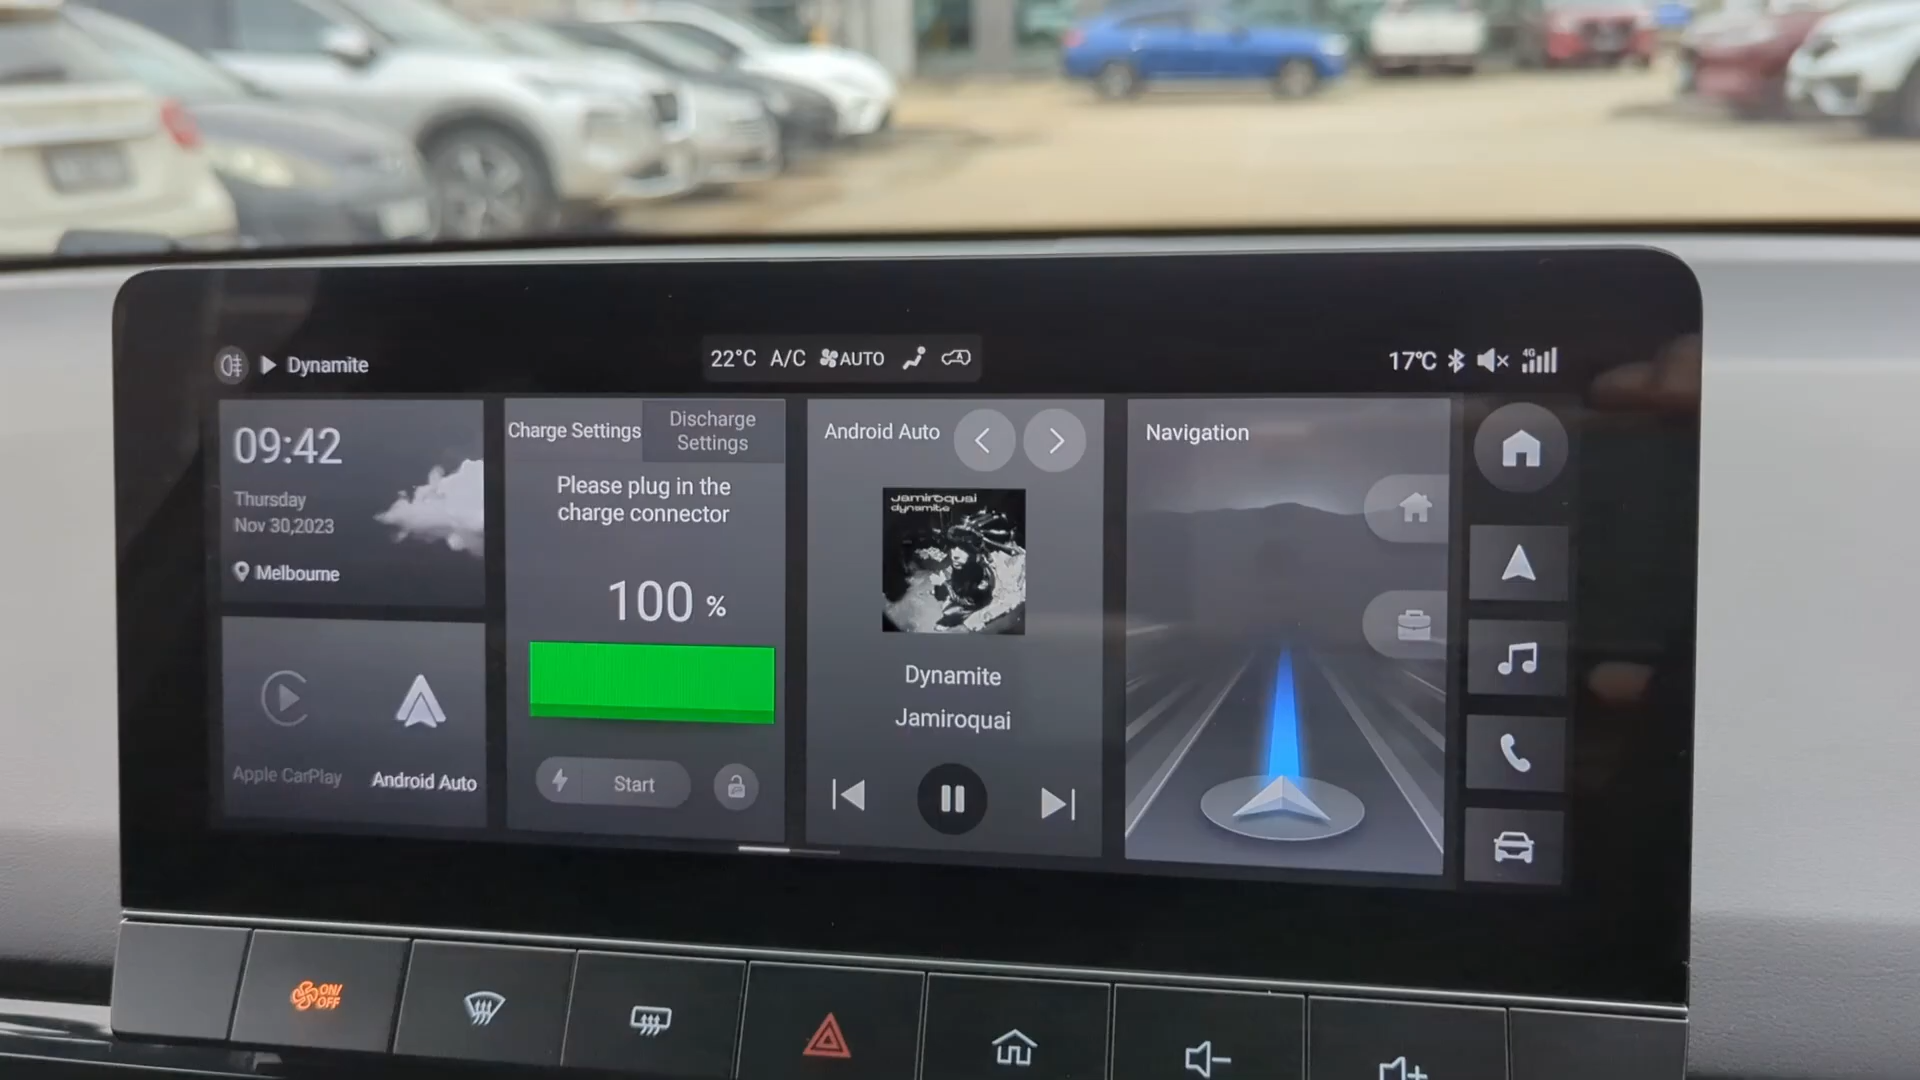 Dynamite
22°C A/C AUTO
17°C 4G
09:42
Thursday
Nov 30,2023
Melbourne
Apple CarPlay
Android Auto
Charge Settings
Discharge
Settings
Please plug in the
charge connector
100 %
Start
Android Auto
Jamiroquai
dynamite
Dynamite
Jamiroquai
Navigation
ON/
OFF